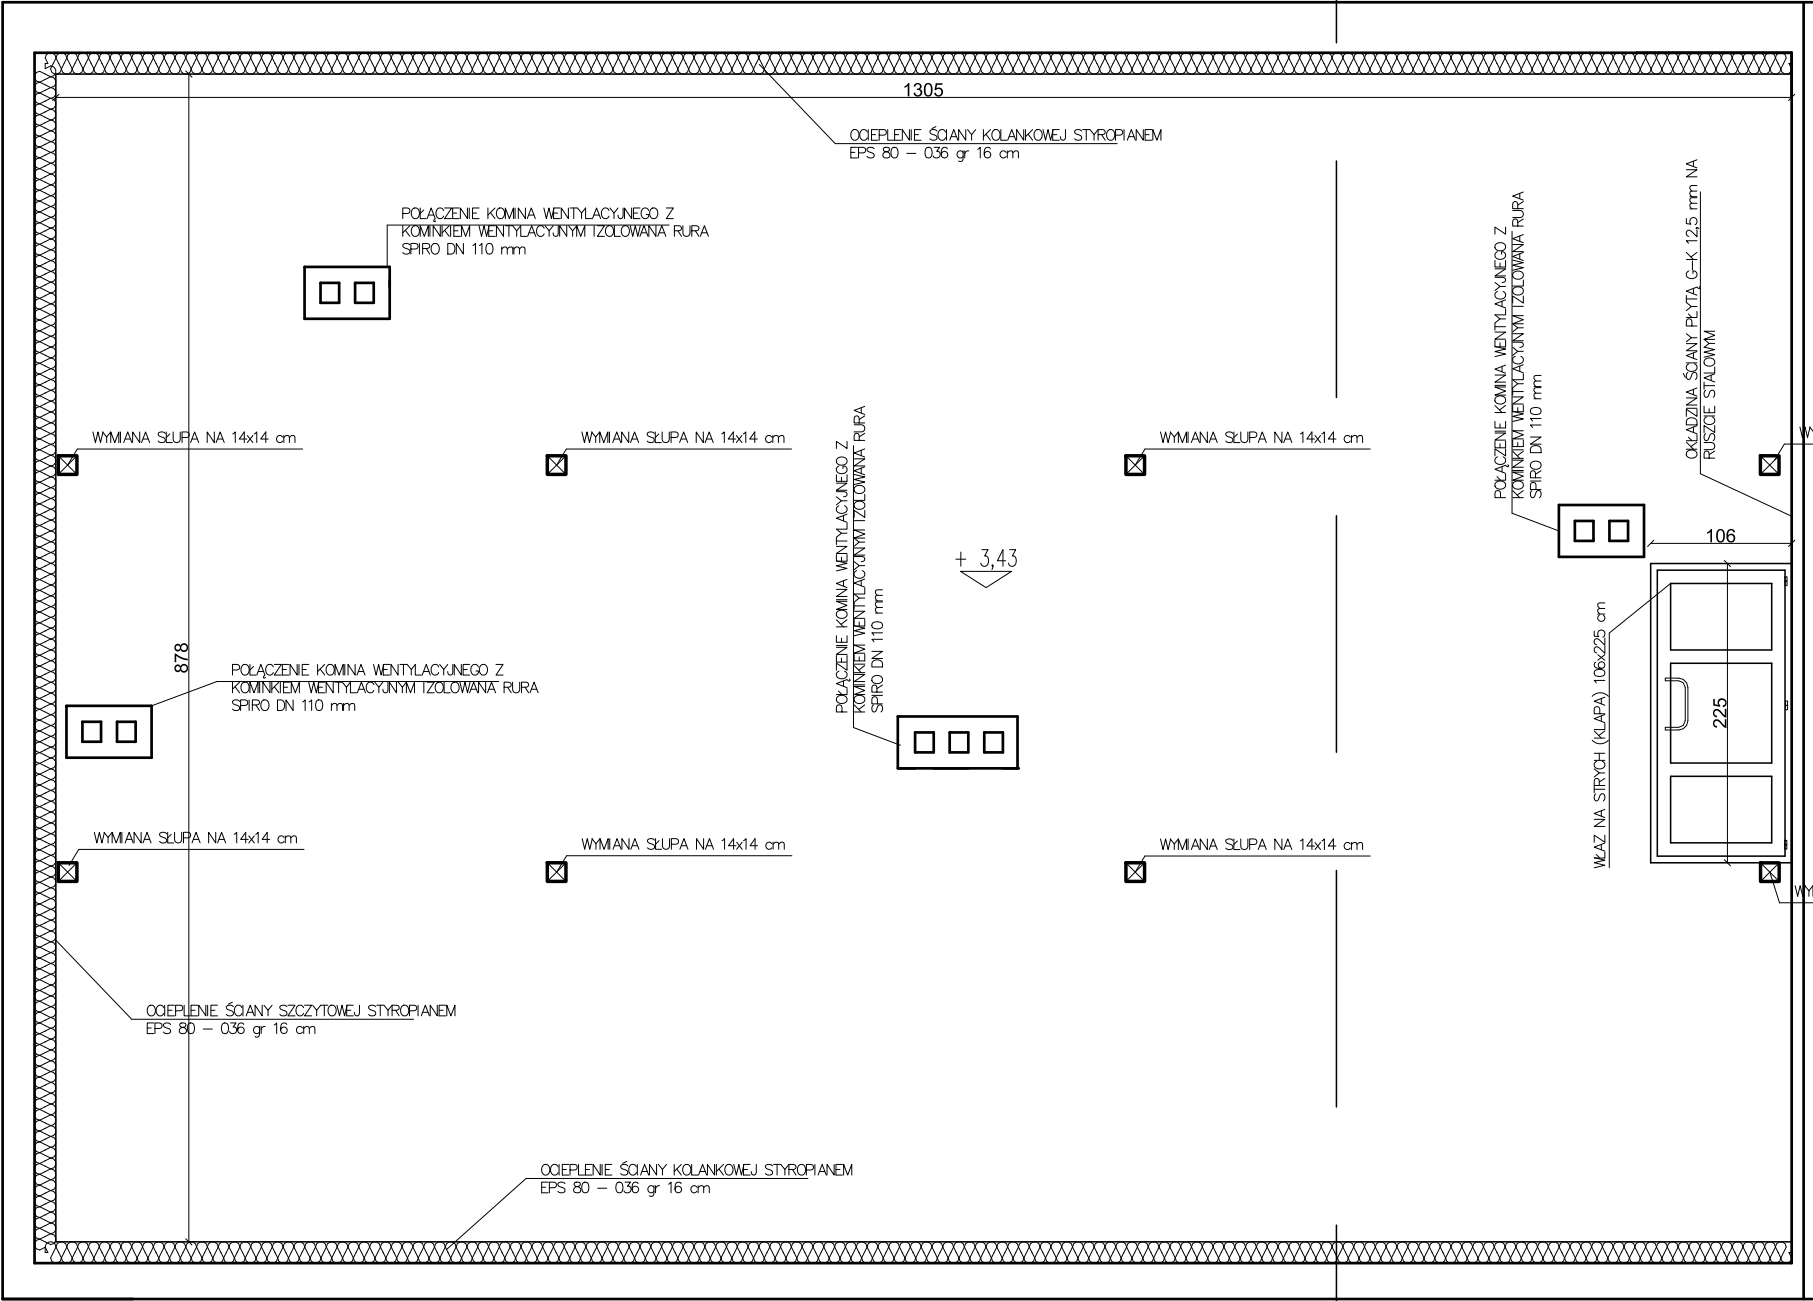 1305
OCIEPLENIE ŚCIANY KOLANKOWEJ STYROPIANEM
EPS 80 – 036 gr 16 cm
POŁĄCZENIE KOMINA WENTYLACYJNEGO Z
KOMINKIEM WENTYLACYJNYM IZOLOWANA RURA
SPIRO DN 110 mm
POŁĄCZENIE KOMINA WENTYLACYJNEGO Z
KOMINKIEM WENTYLACYJNYM IZOLOWANA RURA
SPIRO DN 110 mm
OKŁADZINA ŚCIANY PŁYTĄ G–K 12,5 mm NA
RUSZCIE STALOWYM
WYMIANA SŁUPA NA 14x14 cm
WYMIANA SŁUPA NA 14x14 cm
WYMIANA SŁUPA NA 14x14 cm
WY
POŁĄCZENIE KOMINA WENTYLACYJNEGO Z
KOMINKIEM WENTYLACYJNYM IZOLOWANA RURA
SPIRO DN 110 mm
+ 3,43
106
878
POŁĄCZENIE KOMINA WENTYLACYJNEGO Z
KOMINKIEM WENTYLACYJNYM IZOLOWANA RURA
SPIRO DN 110 mm
WŁAZ NA STRYCH (KLAPA) 106x225 cm
225
WYMIANA SŁUPA NA 14x14 cm
WYMIANA SŁUPA NA 14x14 cm
WYMIANA SŁUPA NA 14x14 cm
OCIEPLENIE ŚCIANY SZCZYTOWEJ STYROPIANEM
EPS 80 – 036 gr 16 cm
OCIEPLENIE ŚCIANY KOLANKOWEJ STYROPIANEM
EPS 80 – 036 gr 16 cm